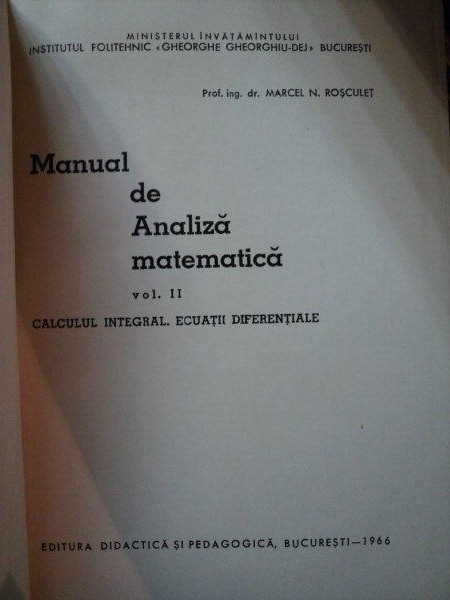 MINISTERUL ÎNVĂȚĂMÎNTULUI
INSTITUTUL POLITEHNIC «GHEORGHE GHEORGHIU-DEJ» BUCUREȘTI
Prof. ing. dr. MARCEL N. ROȘCULEȚ
Manual
de
Analiză
matematică
vol. II
CALCULUL INTEGRAL. ECUAȚII DIFERENȚIALE
EDITURA DIDACTICĂ ȘI PEDAGOGICĂ, BUCUREȘTI—1966